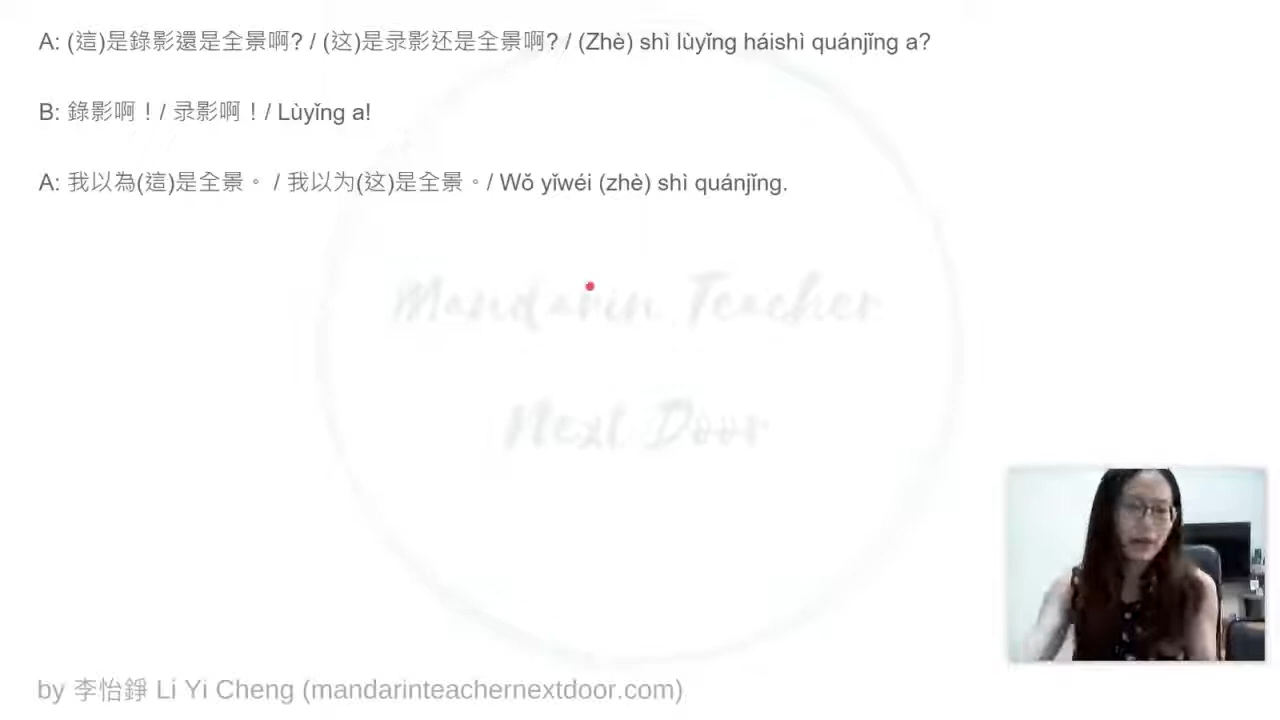 A: (這)是錄影還是全景啊? / (这)是录影还是全景啊? / (Zhè) shì lùyǐng háishì quánjǐng a?
B: 錄影啊！/ 录影啊！/ Lùyǐng a!
A: 我以為(這)是全景。 / 我以为(这)是全景。/ Wǒ yǐwéi (zhè) shì quánjǐng.
Mandarin Teacher
Next Door
by 李怡錚 Li Yi Cheng (mandarinteachernextdoor.com)